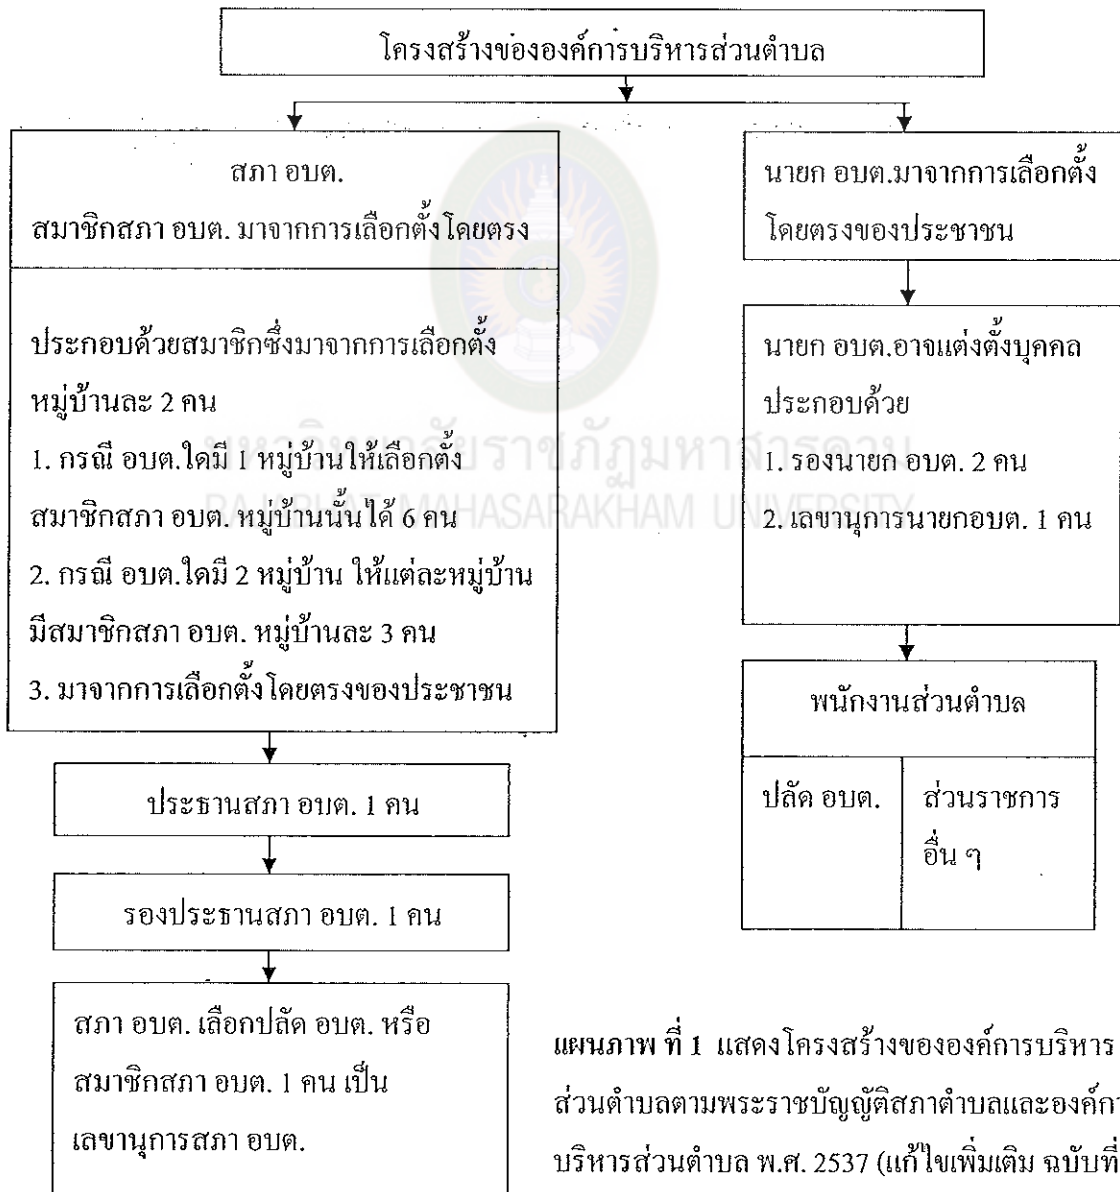 โครงสร้างขององค์การบริหารส่วนตำบล
สภา อบต.
สมาชิกสภา อบต. มาจากการเลือกตั้งโดยตรง
ประกอบด้วยสมาชิกซึ่งมาจากการเลือกตั้ง
หมู่บ้านละ 2 คน
1. กรณี อบต.ใดมี 1 หมู่บ้านให้เลือกตั้ง
สมาชิกสภา อบต. หมู่บ้านนั้นได้ 6 คน
2. กรณี อบต.ใดมี 2 หมู่บ้าน ให้แต่ละหมู่บ้าน
มีสมาชิกสภา อบต. หมู่บ้านละ 3 คน
3. มาจากการเลือกตั้งโดยตรงของประชาชน
ประธานสภา อบต. 1 คน
รองประธานสภา อบต. 1 คน
สภา อบต. เลือกปลัด อบต. หรือ
สมาชิกสภา อบต. 1 คน เป็น
เลขานุการสภา อบต.
นายก อบต.มาจากการเลือกตั้ง
โดยตรงของประชาชน
นายก อบต.อาจแต่งตั้งบุคคล
ประกอบด้วย
1. รองนายก อบต. 2 คน
2. เลขานุการนายกอบต. 1 คน
พนักงานส่วนตำบล
ปลัด อบต.
ส่วนราชการ
อื่น ๆ
มหาวิทยาลัยราชภัฏมหาสารคาม
RAJABHAT MAHASARAKHAM UNIVERSITY
แผนภาพ ที่ 1 แสดงโครงสร้างขององค์การบริหาร
ส่วนตำบลตามพระราชบัญญัติสภาตำบลและองค์กา
บริหารส่วนตำบล พ.ศ. 2537 (แก้ไขเพิ่มเติม ฉบับที่